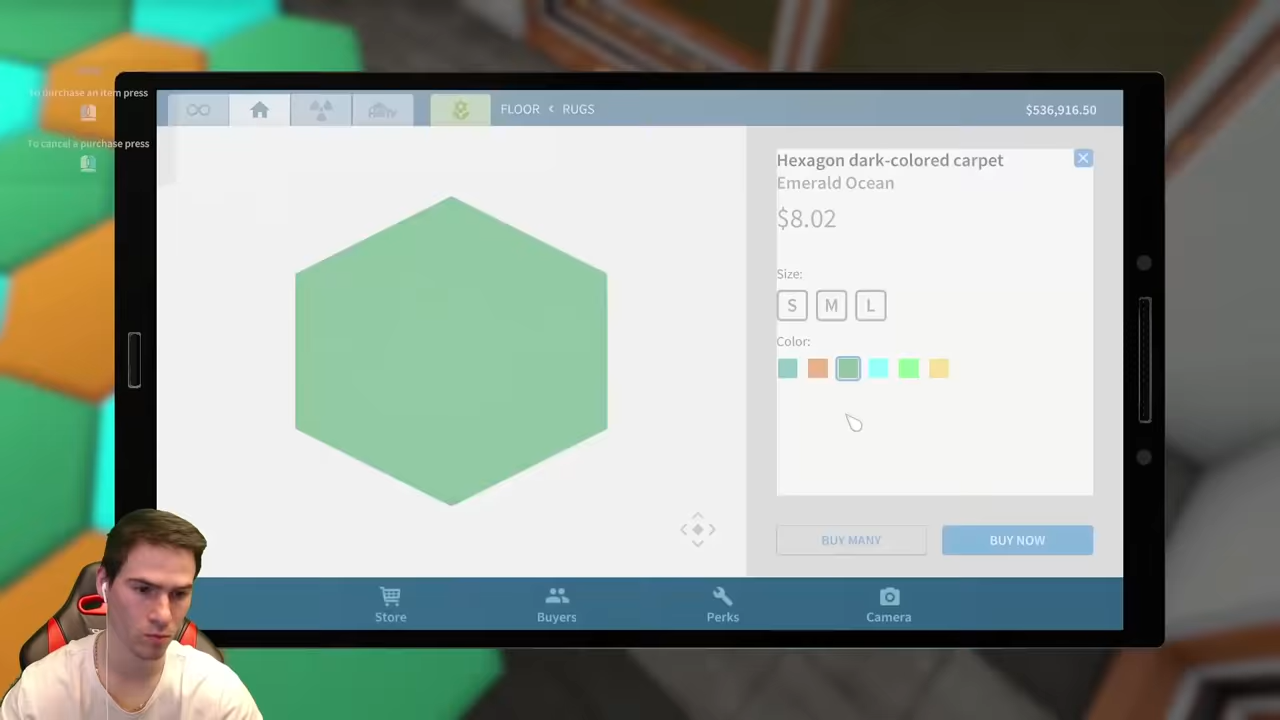 To purchase an item press
To cancel a purchase press
FLOOR < RUGS
$536,916.50
Hexagon dark-colored carpet
Emerald Ocean
$8.02
Size:
S M L
Color:
BUY MANY
BUY NOW
Store
Buyers
Perks
Camera